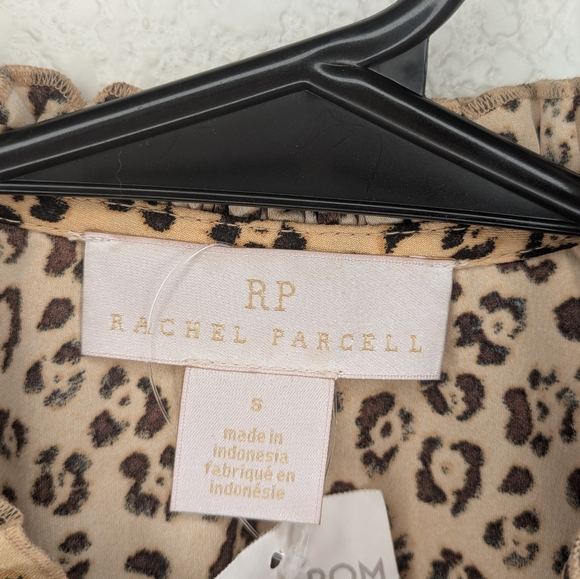 RP
RACHEL PARCELL
S
made in
indonesia
fabriqué en
indonésie